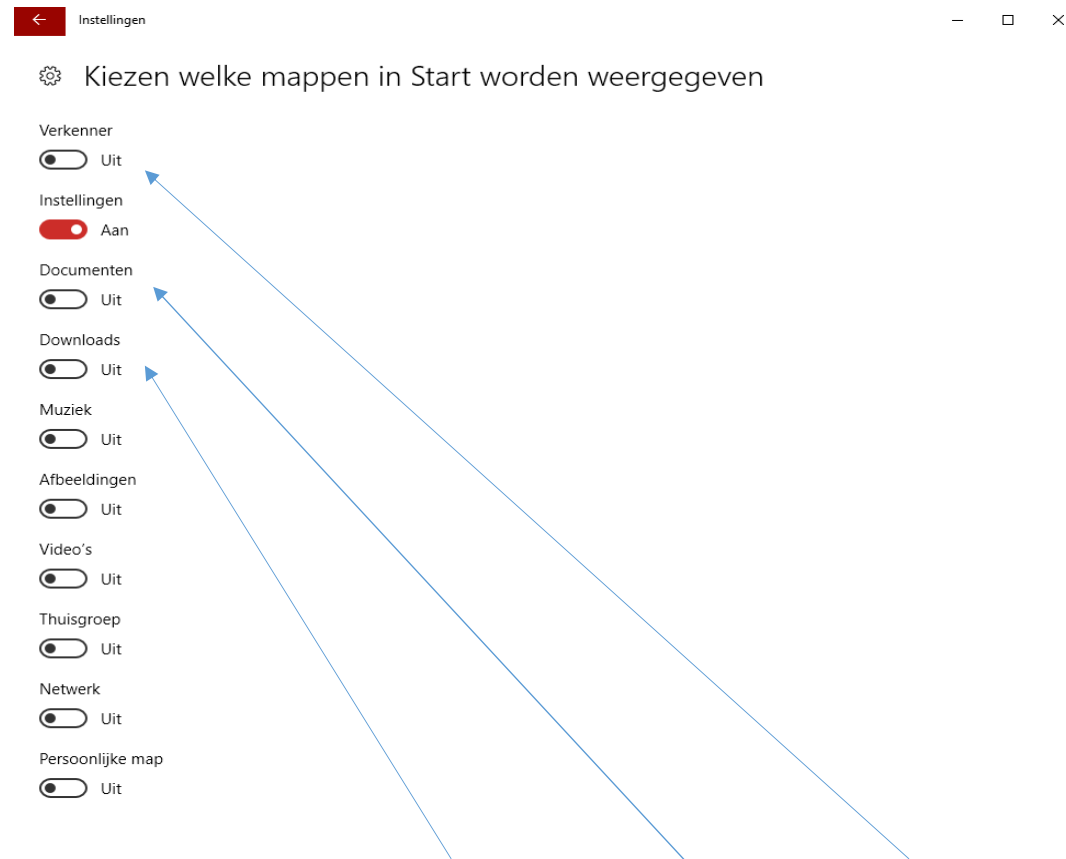 Instellingen
Kiezen welke mappen in Start worden weergegeven
Verkenner
Uit
Instellingen
Aan
Documenten
Uit
Downloads
Uit
Muziek
Uit
Afbeeldingen
Uit
Video's
Uit
Thuisgroep
Uit
Netwerk
Uit
Persoonlijke map
Uit